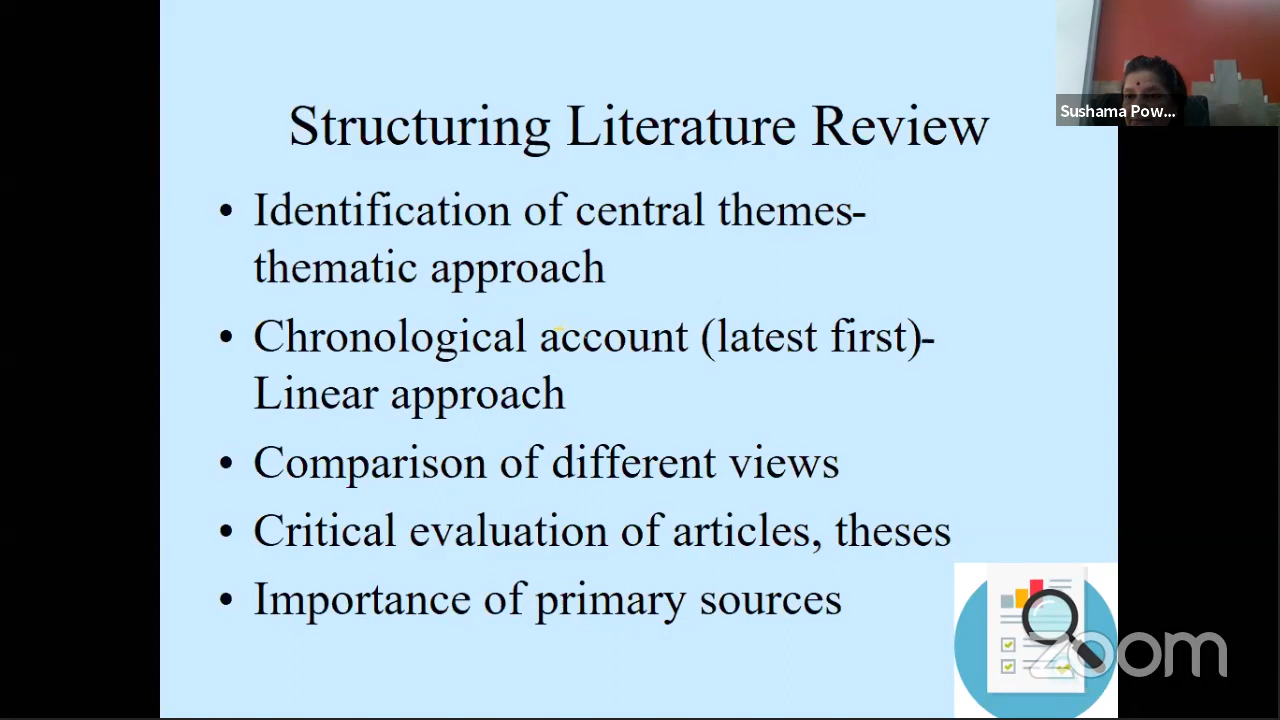 Sushama Pow...
Structuring Literature Review
• Identification of central themes-
thematic approach
• Chronological account (latest first)-
Linear approach
• Comparison of different views
• Critical evaluation of articles, theses
• Importance of primary sources
zoom